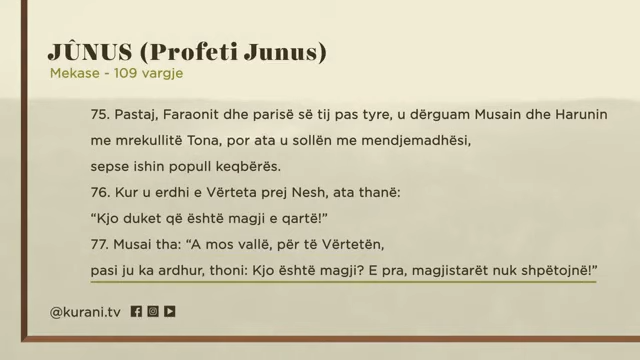 JÛNUS (Profeti Junus)
Mekase - 109 vargje
75. Pastaj, Faraonit dhe parisë së tij pas tyre, u dërguam Musain dhe Harunin
me mrekullitë Tona, por ata u sollën me mendjemadhësi,
sepse ishin popull keqbërës.
76. Kur u erdhi e Vërteta prej Nesh, ata thanë:
“Kjo duket që është magji e qartë!”
77. Musai tha: “A mos vallë, për të Vërtetën,
pasi ju ka ardhur, thoni: Kjo është magji? E pra, magjistarët nuk shpëtojnë!”
@kurani.tv